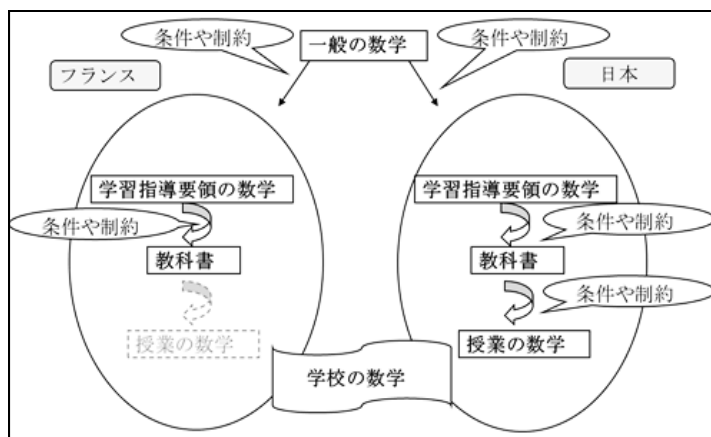 条件や制約
一般の数学
条件や制約
フランス
日本
学習指導要領の数学
学習指導要領の数学
条件や制約
条件や制約
教科書
教科書
条件や制約
授業の数学
授業の数学
学校の数学